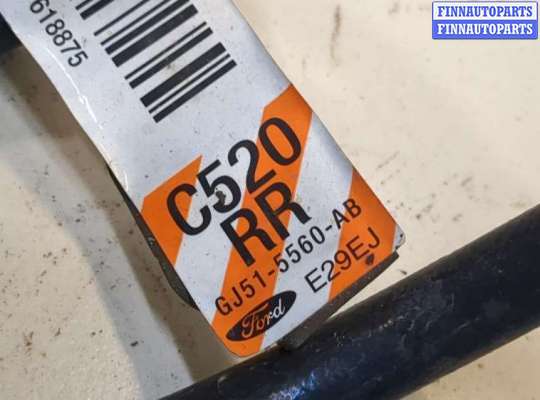 FINNAUTOPARTS
FINNAUTOPARTS
618875
C520
RR
GJ51-5560-AB
Ford E29EJ